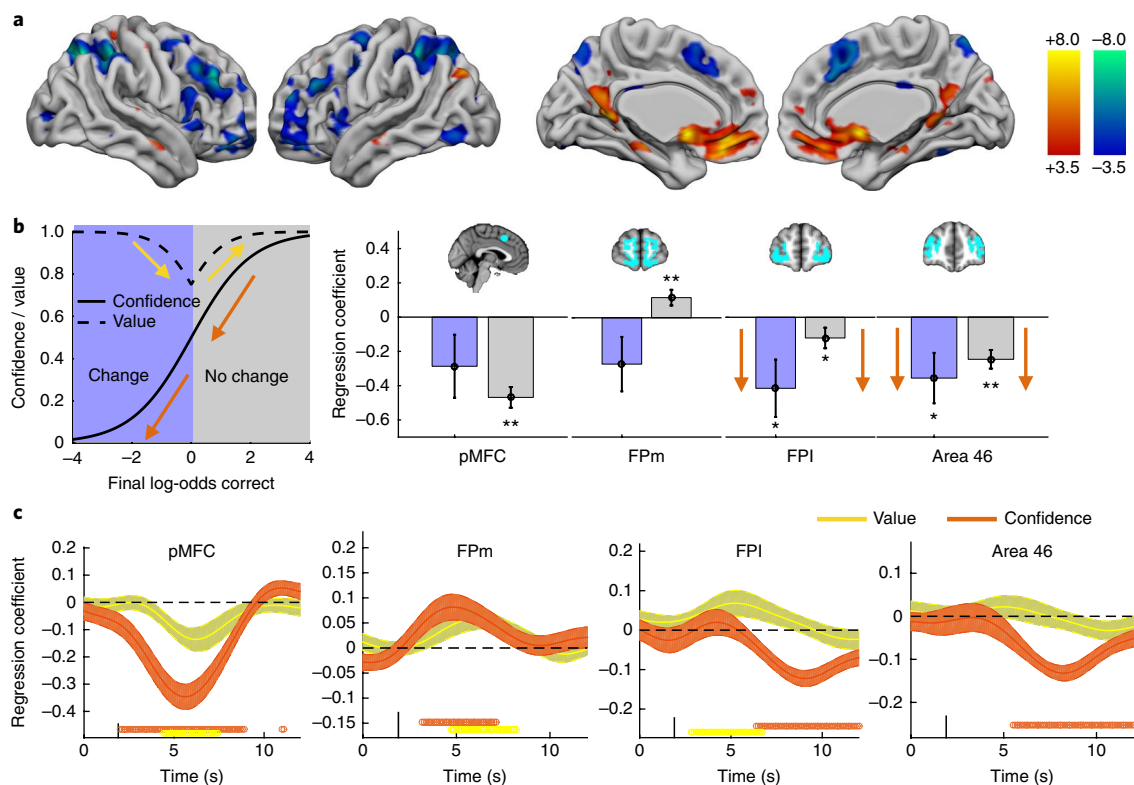 a
+8.0 −8.0
+3.5 −3.5
b
Confidence / value
1.0
0.8
0.6
0.4
0.2
0
Confidence
Value
Change
No change
−4 −2 0 2 4
Final log-odds correct
Regression coefficient
0.4
0.2
0
−0.2
−0.4
−0.6
**
**
*
*
*
**
pMFC FPm FPl Area 46
c
Value Confidence
pMFC
Regression coefficient
0.2
0.1
0
−0.1
−0.2
−0.3
−0.4
0 5 10
Time (s)
FPm
0.2
0.15
0.1
0.05
0
−0.05
−0.1
−0.15
0 5 10
Time (s)
FPl
0.2
0.1
0
−0.1
−0.2
0 5 10
Time (s)
Area 46
0.2
0.1
0
−0.1
−0.2
0 5 10
Time (s)